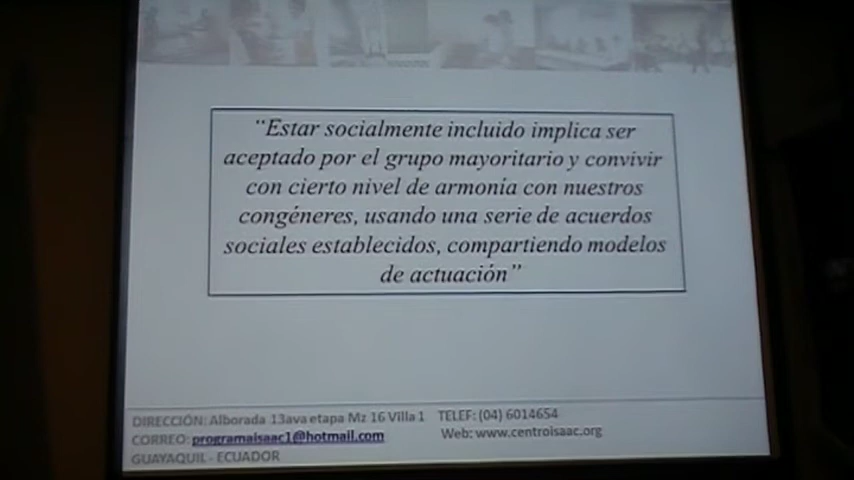 “Estar socialmente incluido implica ser
aceptado por el grupo mayoritario y convivir
con cierto nivel de armonía con nuestros
congéneres, usando una serie de acuerdos
sociales establecidos, compartiendo modelos
de actuación”
DIRECCIÓN: Alborada 13ava etapa Mz 16 Villa 1 TELEF: (04) 6014654
CORREO: programaisaac1@hotmail.com Web: www.centroisaac.org
GUAYAQUIL - ECUADOR